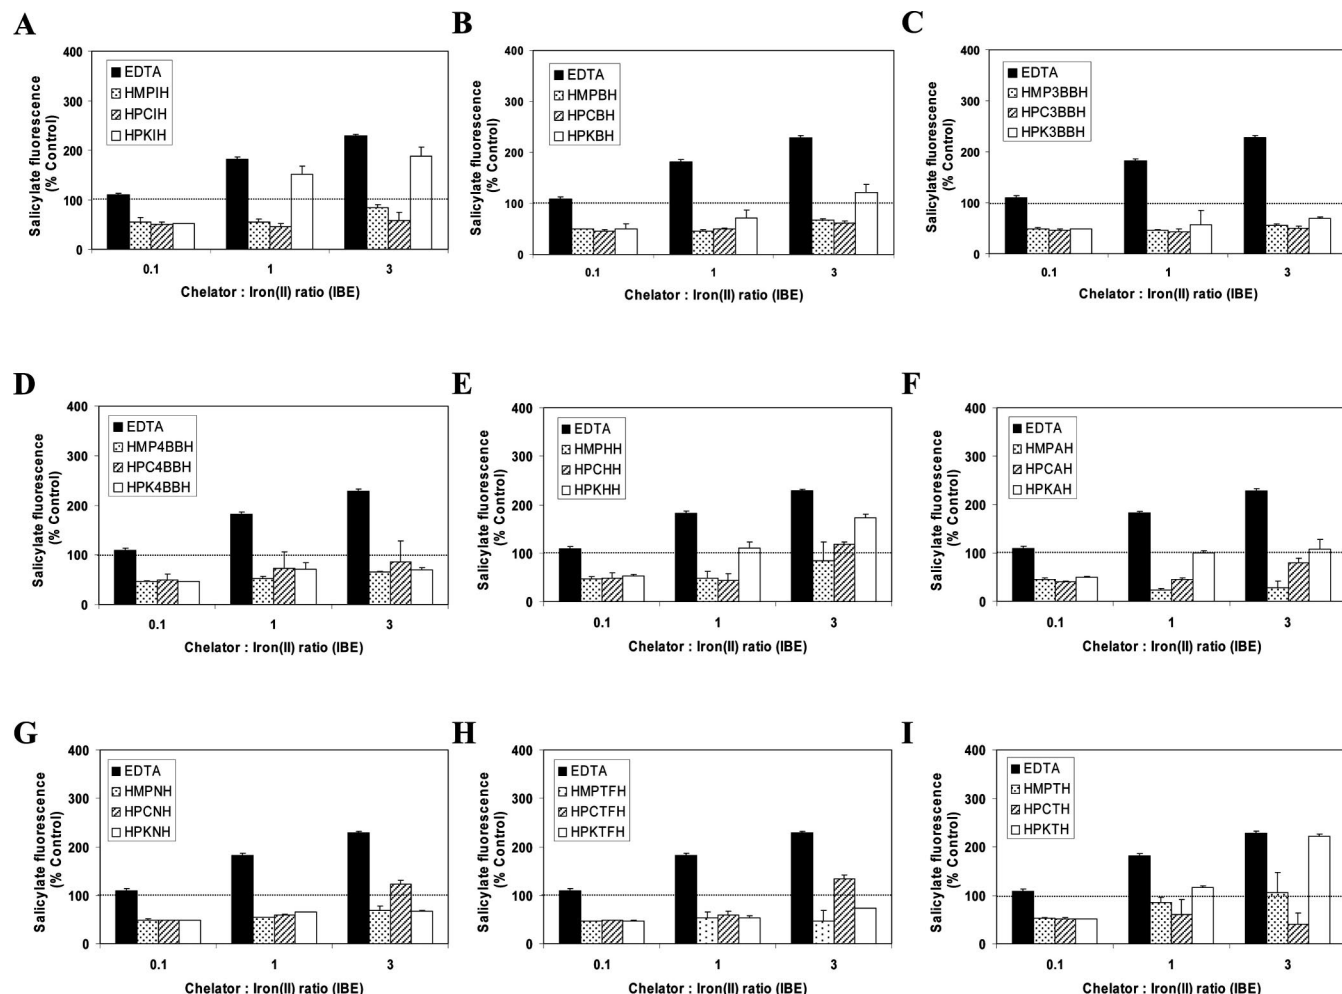 A
Salicylate fluorescence
(% Control)
400
300
200
100
0
EDTA
HMPIH
HPCIH
HPKIH
0.1 1 3
Chelator : Iron(II) ratio (IBE)
B
Salicylate fluorescence
(% Control)
400
300
200
100
0
EDTA
HMPBH
HPCBH
HPKBH
0.1 1 3
Chelator : Iron(II) ratio (IBE)
C
Salicylate fluorescence
(% Control)
400
300
200
100
0
EDTA
HMP3BBH
HPC3BBH
HPK3BBH
0.1 1 3
Chelator : Iron(II) ratio (IBE)
D
Salicylate fluorescence
(% Control)
400
300
200
100
0
EDTA
HMP4BBH
HPC4BBH
HPK4BBH
0.1 1 3
Chelator : Iron(II) ratio (IBE)
E
Salicylate fluorescence
(% Control)
400
300
200
100
0
EDTA
HMPHH
HPCHH
HPKHH
0.1 1 3
Chelator : Iron(II) ratio (IBE)
F
Salicylate fluorescence
(% Control)
400
300
200
100
0
EDTA
HMPAH
HPCAH
HPKAH
0.1 1 3
Chelator : Iron(II) ratio (IBE)
G
Salicylate fluorescence
(% Control)
400
300
200
100
0
EDTA
HMPNH
HPCNH
HPKNH
0.1 1 3
Chelator : Iron(II) ratio (IBE)
H
Salicylate fluorescence
(% Control)
400
300
200
100
0
EDTA
HMPTFH
HPCTFH
HPKTFH
0.1 1 3
Chelator : Iron(II) ratio (IBE)
I
Salicylate fluorescence
(% Control)
400
300
200
100
0
EDTA
HMPTH
HPCTH
HPKTH
0.1 1 3
Chelator : Iron(II) ratio (IBE)